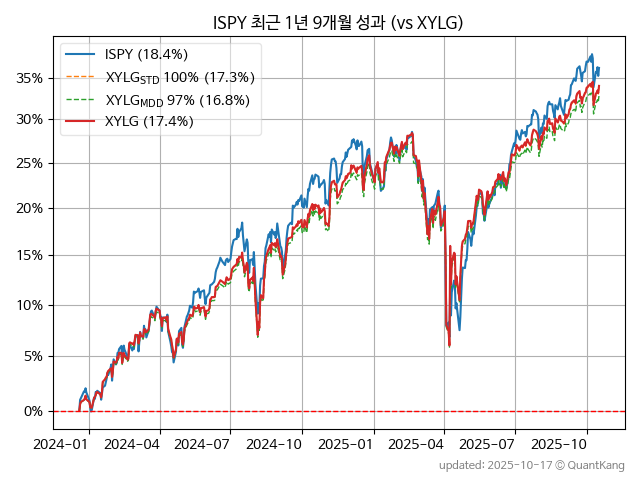 ISPY 최근 1년 9개월 성과 (vs XYLG)
ISPY (18.4%)
XYLG_STD 100% (17.3%)
XYLG_MDD 97% (16.8%)
XYLG (17.4%)
35%
30%
25%
20%
15%
10%
5%
0%
2024-01 2024-04 2024-07 2024-10 2025-01 2025-04 2025-07 2025-10
updated: 2025-10-17 © QuantKang